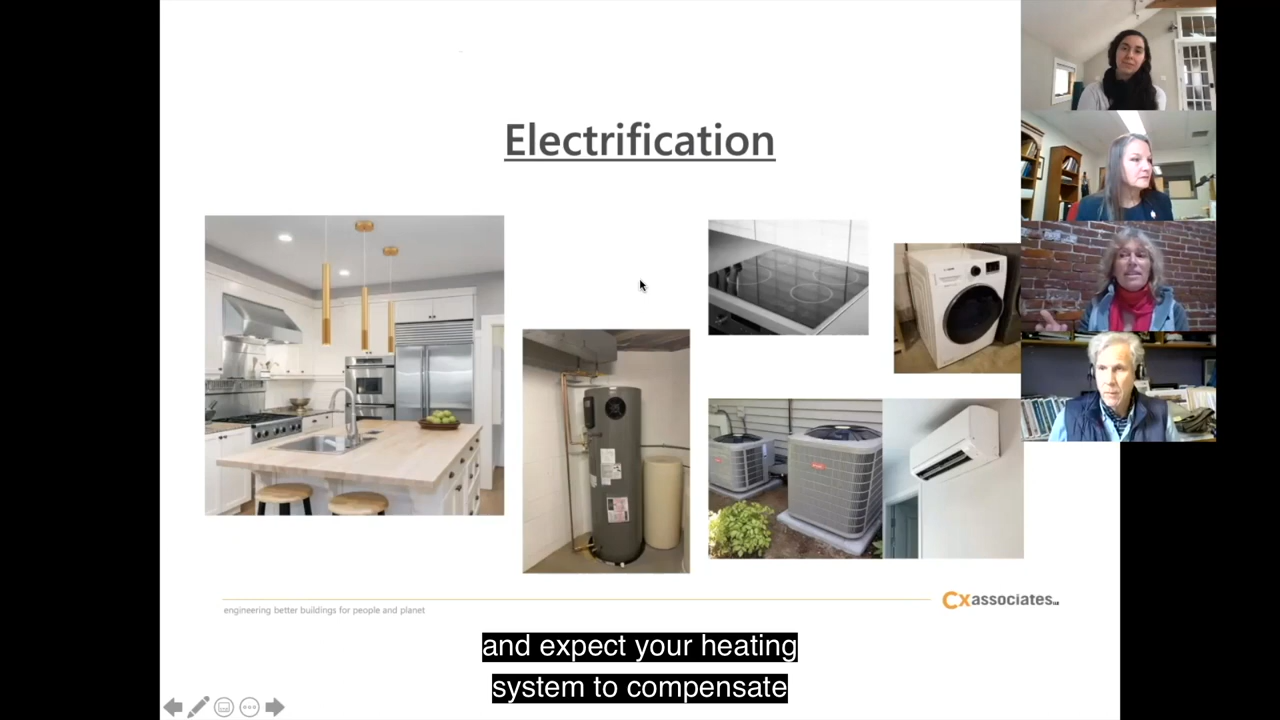 Electrification
engineering better buildings for people and planet
Cxassociates
and expect your heating
system to compensate